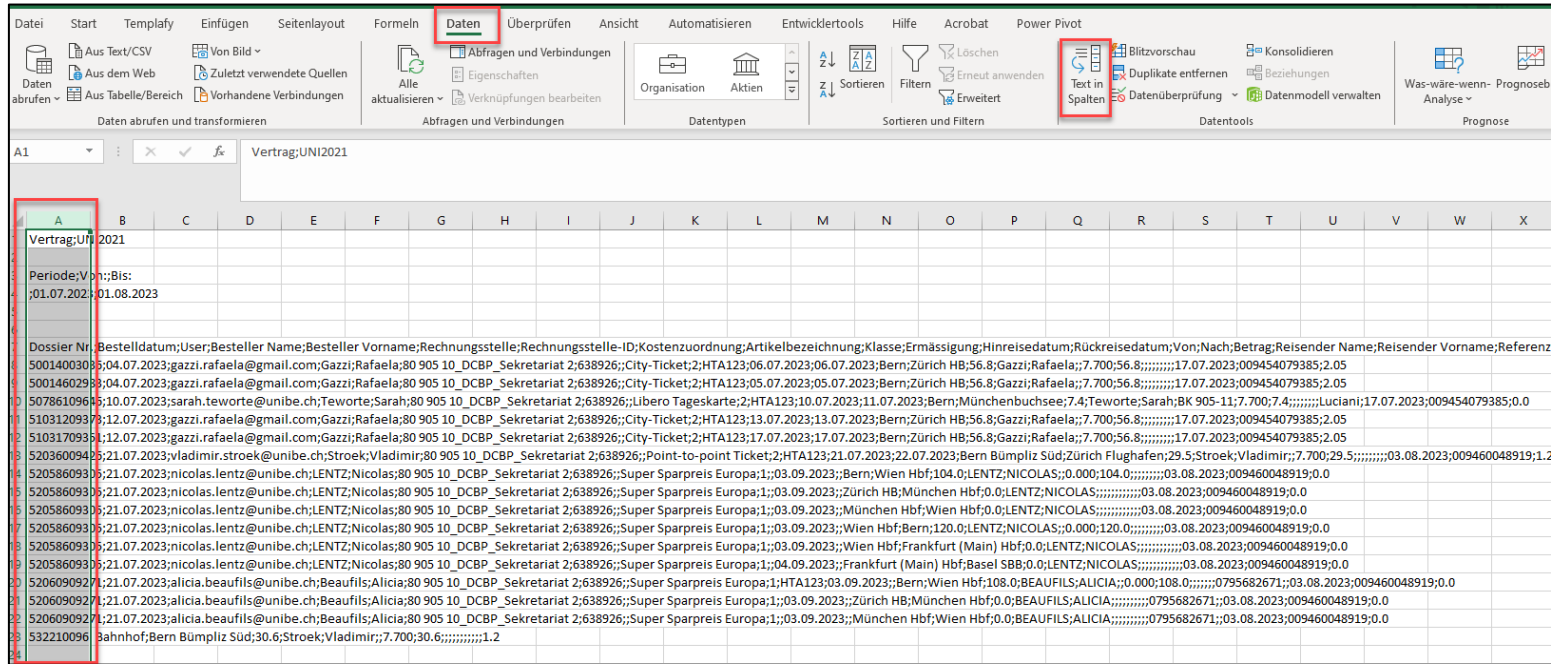 Datei Start Templafy Einfügen Seitenlayout Formeln Daten Überprüfen Ansicht Automatisieren Entwicklertools Hilfe Acrobat Power Pivot
Aus Text/CSV Von Bild Abfragen und Verbindungen Löschen Blitzvorschau Konsolidieren
Daten abrufen Aus dem Web Zuletzt verwendete Quellen Alle aktualisieren Eigenschaften Organisation Aktien Sortieren Filtern Erneut anwenden Text in Spalten Duplikate entfernen Beziehungen Was-wäre-wenn-Analyse Prognoseb
Aus Tabelle/Bereich Vorhandene Verbindungen Verknüpfungen bearbeiten Erweitert Datenüberprüfung Datenmodell verwalten
Daten abrufen und transformieren Abfragen und Verbindungen Datentypen Sortieren und Filtern Datentools Prognose
A1 fx Vertrag;UNI2021
A B C D E F G H I J K L M N O P Q R S T U V W X
Vertrag;UNI2021
Periode;Von:;Bis:
;01.07.2023;01.08.2023
Dossier Nr.;Bestelldatum;User;Besteller Name;Besteller Vorname;Rechnungsstelle;Rechnungsstelle-ID;Kostenzuordnung;Artikelbezeichnung;Klasse;Ermässigung;Hinreisedatum;Rückreisedatum;Von;Nach;Betrag;Reisender Name;Reisender Vorname;Referenz
50014003035;04.07.2023;gazzi.rafaela@gmail.com;Gazzi;Rafaela;80 905 10_DCBP_Sekretariat 2;638926;;City-Ticket;2;HTA123;06.07.2023;06.07.2023;Bern;Zürich HB;56.8;Gazzi;Rafaela;;7.700;56.8;;;;;;;;;17.07.2023;009454079385;2.05
50014602983;04.07.2023;gazzi.rafaela@gmail.com;Gazzi;Rafaela;80 905 10_DCBP_Sekretariat 2;638926;;City-Ticket;2;HTA123;05.07.2023;05.07.2023;Bern;Zürich HB;56.8;Gazzi;Rafaela;;7.700;56.8;;;;;;;;;17.07.2023;009454079385;2.05
10 50786109645;10.07.2023;sarah.teworte@unibe.ch;Teworte;Sarah;80 905 10_DCBP_Sekretariat 2;638926;;Libero Tageskarte;2;HTA123;10.07.2023;11.07.2023;Bern;Münchenbuchsee;7.4;Teworte;Sarah;BK 905-11;7.700;7.4;;;;;;;Luciani;17.07.2023;009454079385;0.0
11 51031209373;12.07.2023;gazzi.rafaela@gmail.com;Gazzi;Rafaela;80 905 10_DCBP_Sekretariat 2;638926;;City-Ticket;2;HTA123;13.07.2023;13.07.2023;Bern;Zürich HB;56.8;Gazzi;Rafaela;;7.700;56.8;;;;;;;;;17.07.2023;009454079385;2.05
12 51031709351;12.07.2023;gazzi.rafaela@gmail.com;Gazzi;Rafaela;80 905 10_DCBP_Sekretariat 2;638926;;City-Ticket;2;HTA123;17.07.2023;17.07.2023;Bern;Zürich HB;56.8;Gazzi;Rafaela;;7.700;56.8;;;;;;;;;17.07.2023;009454079385;2.05
13 52036009425;21.07.2023;vladimir.stroek@unibe.ch;Stroek;Vladimir;80 905 10_DCBP_Sekretariat 2;638926;;Point-to-point Ticket;2;HTA123;21.07.2023;22.07.2023;Bern Bümpliz Süd;Zürich Flughafen;29.5;Stroek;Vladimir;;7.700;29.5;;;;;;;;;03.08.2023;009460048919;1.2
14 52058609305;21.07.2023;nicolas.lentz@unibe.ch;LENTZ;Nicolas;80 905 10_DCBP_Sekretariat 2;638926;;Super Sparpreis Europa;1;;03.09.2023;;Bern;Wien Hbf;104.0;LENTZ;NICOLAS;;0.000;104.0;;;;;;;;;03.08.2023;009460048919;0.0
15 52058609305;21.07.2023;nicolas.lentz@unibe.ch;LENTZ;Nicolas;80 905 10_DCBP_Sekretariat 2;638926;;Super Sparpreis Europa;1;;03.09.2023;;Zürich HB;München Hbf;0.0;LENTZ;NICOLAS;;;;;;;;;;;;03.08.2023;009460048919;0.0
16 52058609305;21.07.2023;nicolas.lentz@unibe.ch;LENTZ;Nicolas;80 905 10_DCBP_Sekretariat 2;638926;;Super Sparpreis Europa;1;;03.09.2023;;München Hbf;Wien Hbf;0.0;LENTZ;NICOLAS;;;;;;;;;;;;03.08.2023;009460048919;0.0
17 52058609305;21.07.2023;nicolas.lentz@unibe.ch;LENTZ;Nicolas;80 905 10_DCBP_Sekretariat 2;638926;;Super Sparpreis Europa;1;;03.09.2023;;Wien Hbf;Bern;120.0;LENTZ;NICOLAS;;0.000;120.0;;;;;;;;;03.08.2023;009460048919;0.0
18 52058609305;21.07.2023;nicolas.lentz@unibe.ch;LENTZ;Nicolas;80 905 10_DCBP_Sekretariat 2;638926;;Super Sparpreis Europa;1;;03.09.2023;;Wien Hbf;Frankfurt (Main) Hbf;0.0;LENTZ;NICOLAS;;;;;;;;;;;;03.08.2023;009460048919;0.0
19 52058609305;21.07.2023;nicolas.lentz@unibe.ch;LENTZ;Nicolas;80 905 10_DCBP_Sekretariat 2;638926;;Super Sparpreis Europa;1;;04.09.2023;;Frankfurt (Main) Hbf;Basel SBB;0.0;LENTZ;NICOLAS;;;;;;;;;;;;03.08.2023;009460048919;0.0
20 52060909271;21.07.2023;alicia.beaufils@unibe.ch;Beaufils;Alicia;80 905 10_DCBP_Sekretariat 2;638926;;Super Sparpreis Europa;1;HTA123;03.09.2023;;Bern;Wien Hbf;108.0;BEAUFILS;ALICIA;;0.000;108.0;;;;;;;0795682671;;03.08.2023;009460048919;0.0
21 52060909271;21.07.2023;alicia.beaufils@unibe.ch;Beaufils;Alicia;80 905 10_DCBP_Sekretariat 2;638926;;Super Sparpreis Europa;1;;03.09.2023;;Zürich HB;München Hbf;0.0;BEAUFILS;ALICIA;;;;;;;;;;0795682671;;03.08.2023;009460048919;0.0
22 52060909271;21.07.2023;alicia.beaufils@unibe.ch;Beaufils;Alicia;80 905 10_DCBP_Sekretariat 2;638926;;Super Sparpreis Europa;1;;03.09.2023;;München Hbf;Wien Hbf;0.0;BEAUFILS;ALICIA;;;;;;;;;;0795682671;;03.08.2023;009460048919;0.0
23 532210096 Bahnhof;Bern Bümpliz Süd;30.6;Stroek;Vladimir;;7.700;30.6;;;;;;;;;;;1.2
24